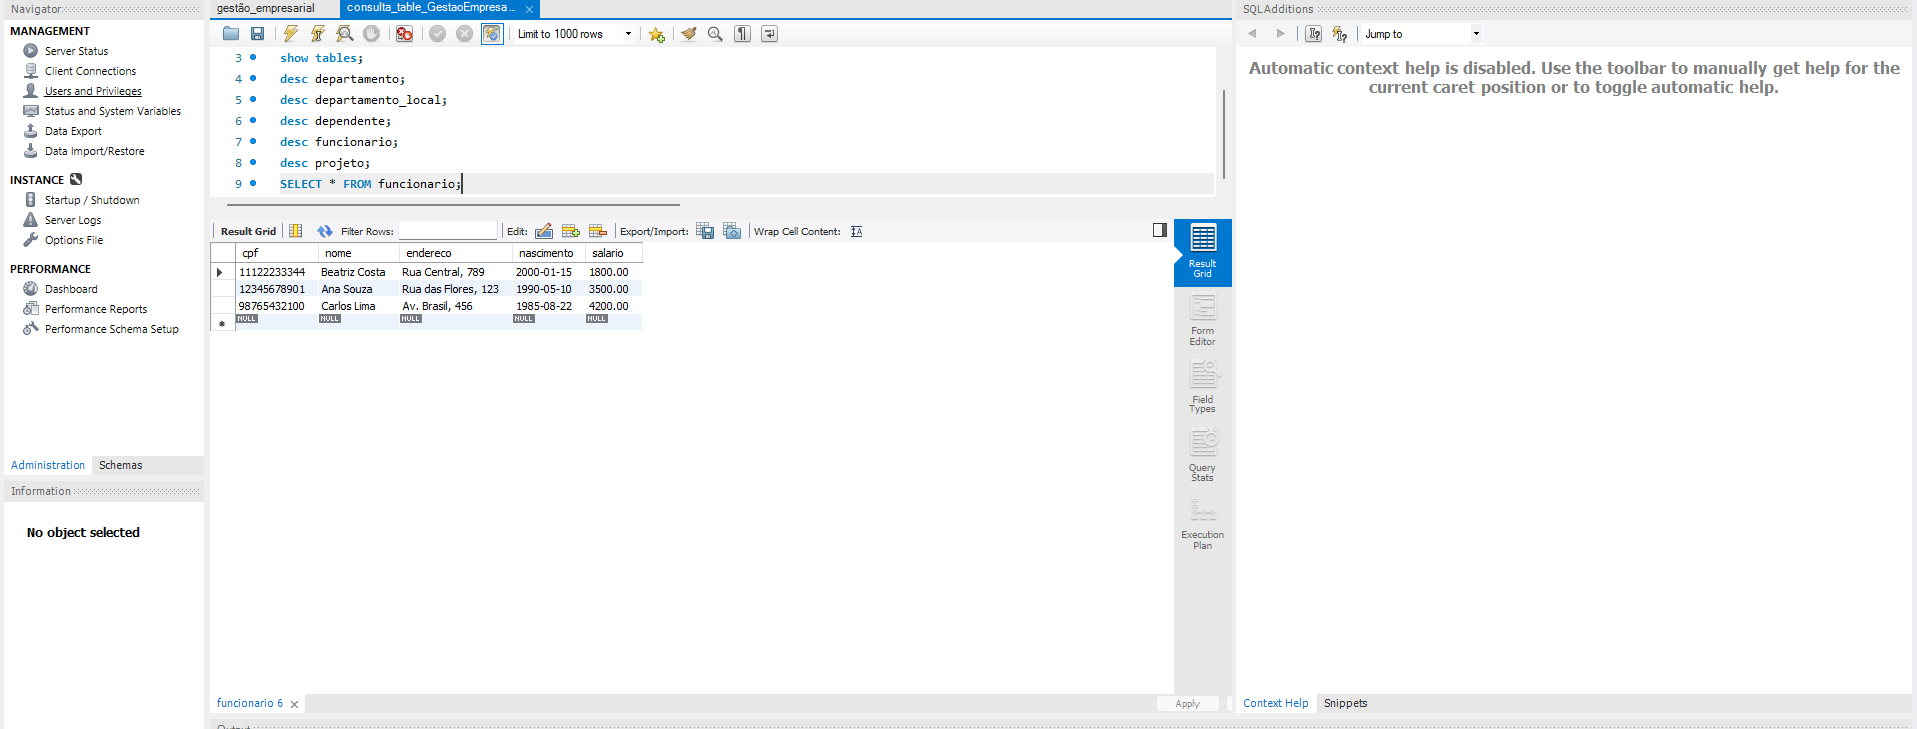 Navigator
MANAGEMENT
Server Status
Client Connections
Users and Privileges
Status and System Variables
Data Export
Data Import/Restore
INSTANCE
Startup / Shutdown
Server Logs
Options File
PERFORMANCE
Dashboard
Performance Reports
Performance Schema Setup
Administration Schemas
Information
No object selected
gestão_empresarial consulta_table_GestaoEmpresa...
Limit to 1000 rows
3 show tables;
4 desc departamento;
5 desc departamento_local;
6 desc dependente;
7 desc funcionario;
8 desc projeto;
9 SELECT * FROM funcionario;
Result Grid Filter Rows: Edit: Export/Import: Wrap Cell Content:
cpf nome endereco nascimento salario
11122233344 Beatriz Costa Rua Central, 789 2000-01-15 1800.00
12345678901 Ana Souza Rua das Flores, 123 1990-05-10 3500.00
98765432100 Carlos Lima Av. Brasil, 456 1985-08-22 4200.00
NULL NULL NULL NULL NULL
Result
Grid
Form
Editor
Field
Types
Query
Stats
Execution
Plan
funcionario 6 Apply
Output
SQLAdditions
Jump to
Automatic context help is disabled. Use the toolbar to manually get help for the
current caret position or to toggle automatic help.
Context Help Snippets